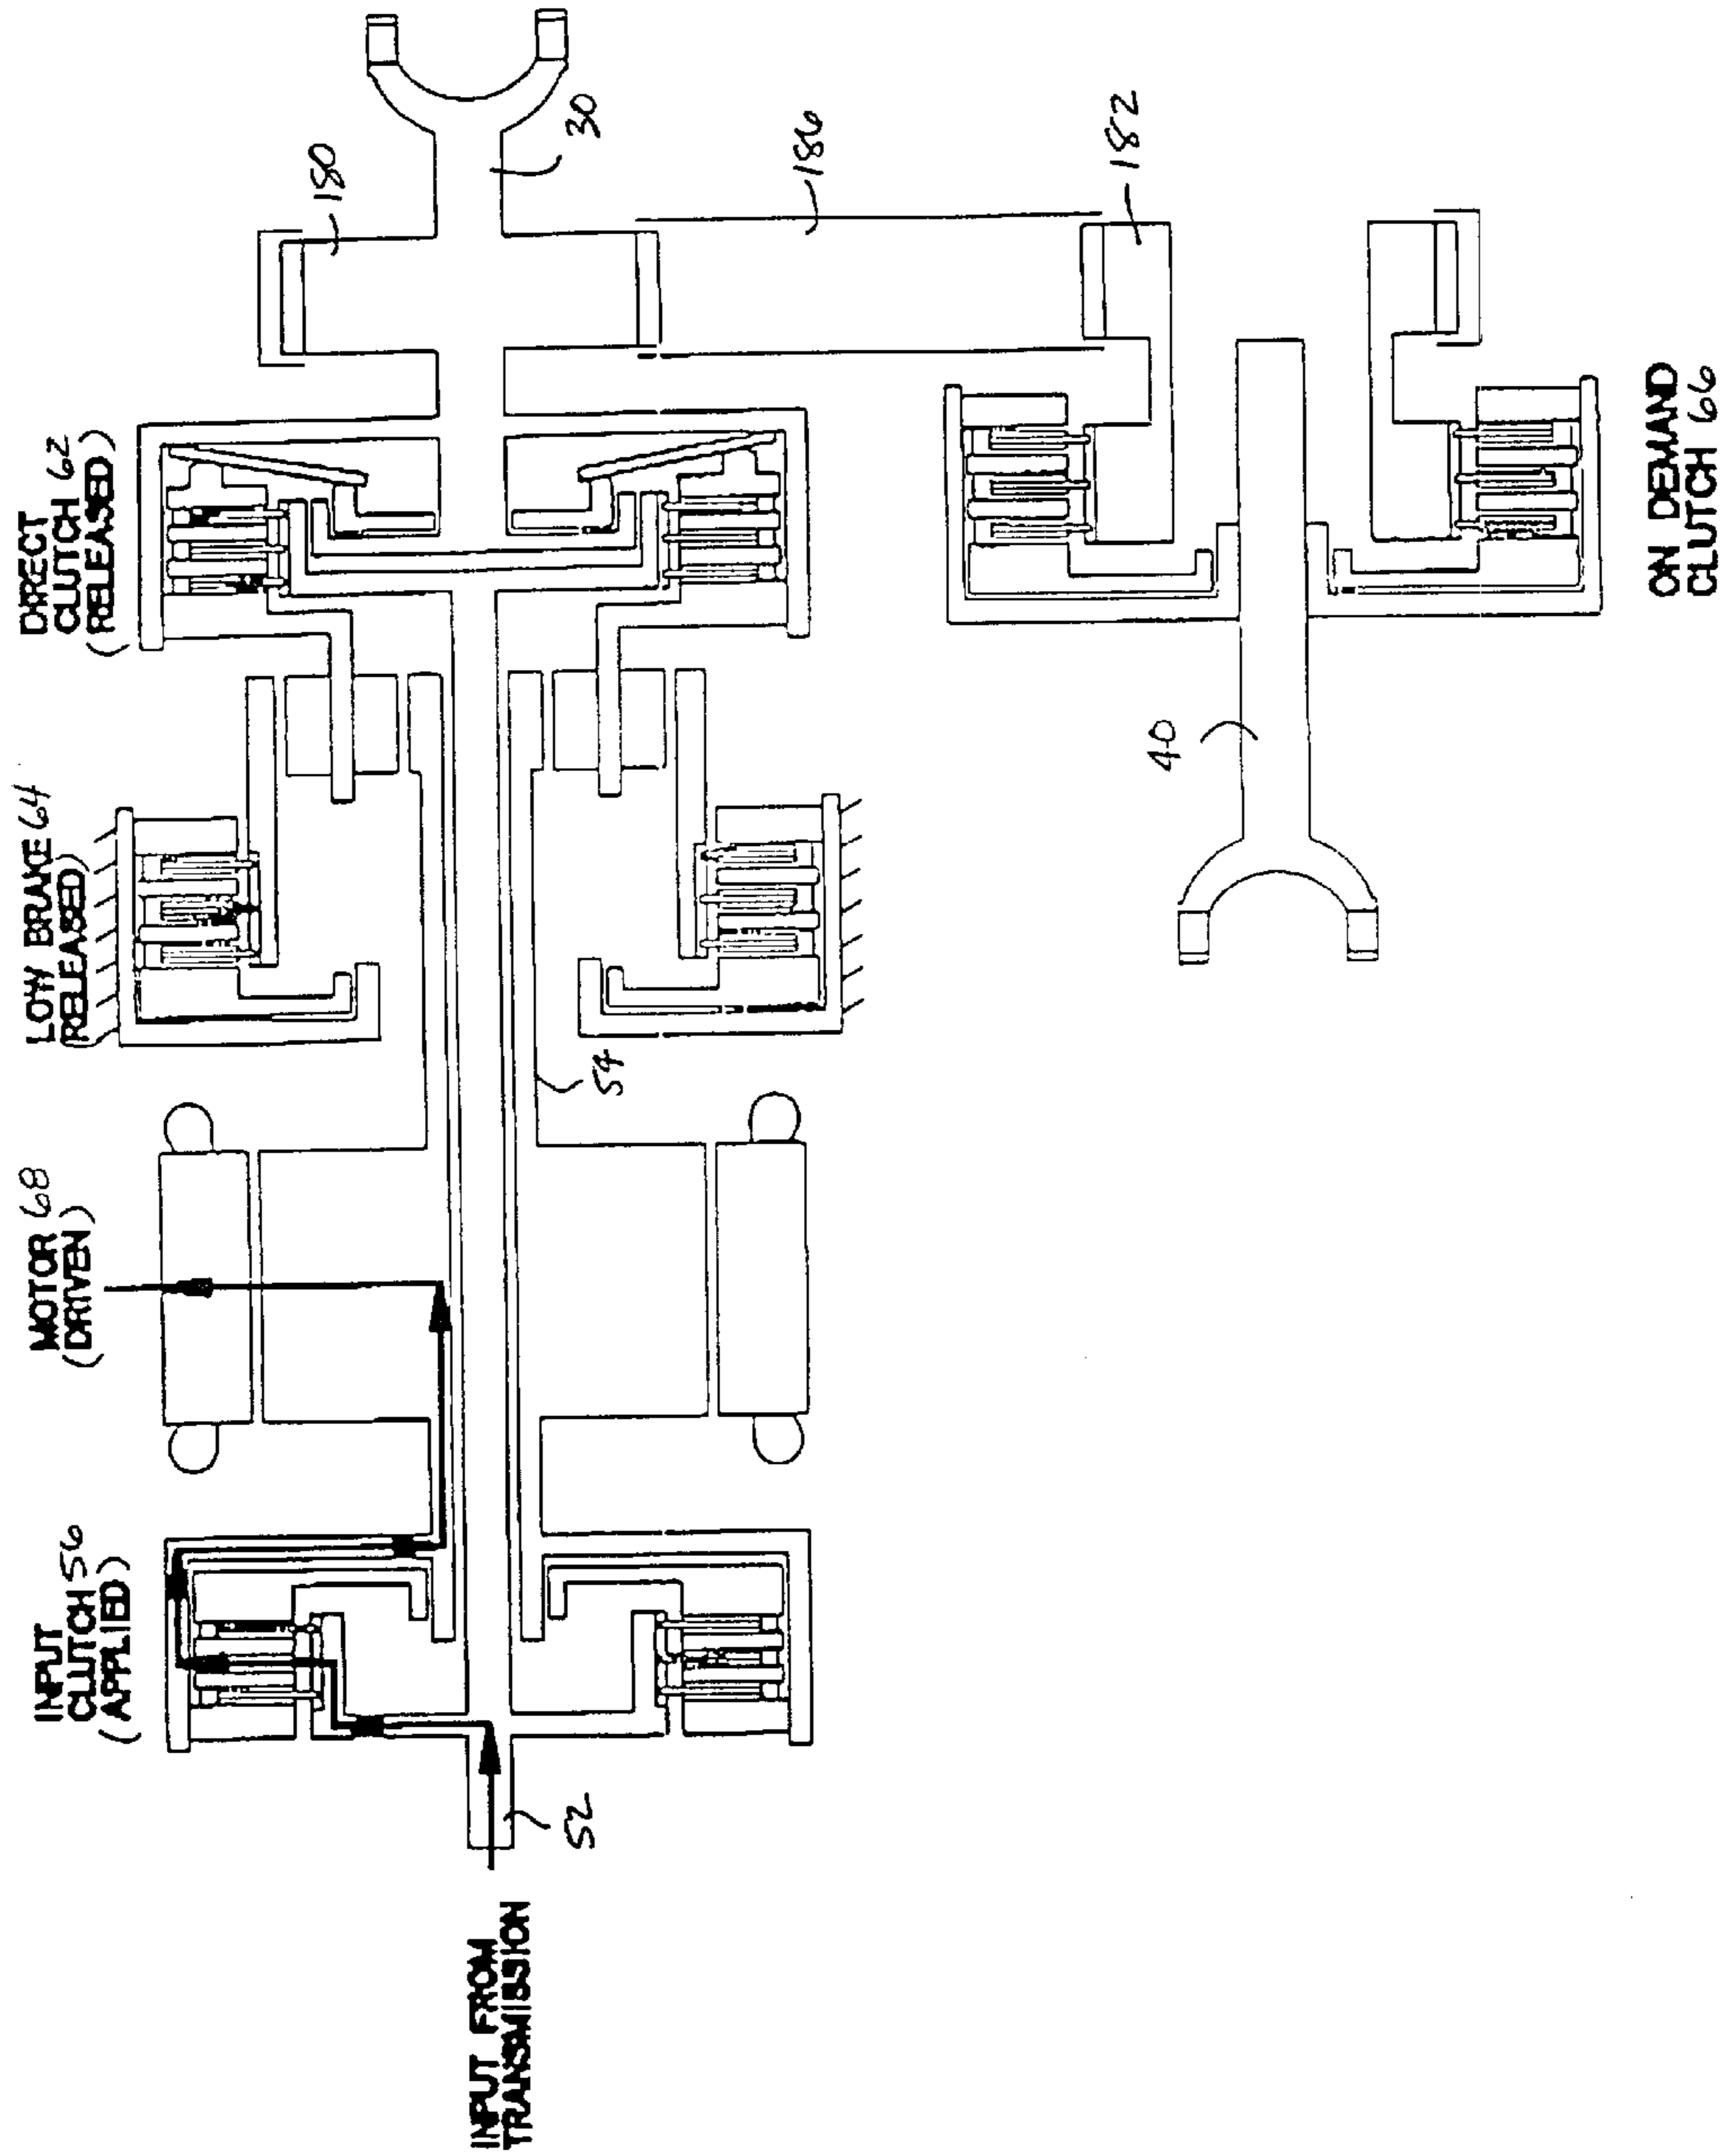 DIRECT
CLUTCH 62
(RELEASED)
LOW BRAKE 64
(RELEASED)
MOTOR 68
(DRIVEN)
INPUT
CLUTCH 56
(APPLIED)
INPUT FROM
TRANSMISSION
52
54
30
180
186
182
40
ON DEMAND
CLUTCH 66